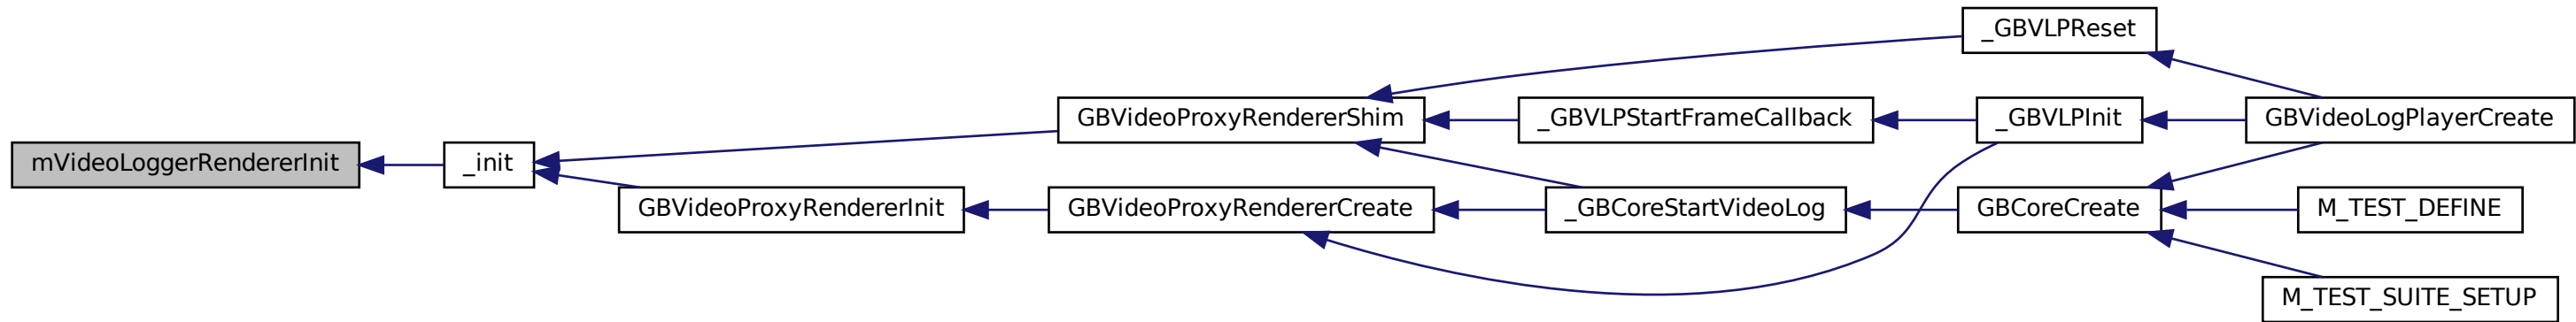 mVideoLoggerRendererInit
_init
GBVideoProxyRendererShim
GBVideoProxyRendererInit
GBVideoProxyRendererCreate
_GBVLPReset
_GBVLPStartFrameCallback
_GBCoreStartVideoLog
_GBVLPInit
GBCoreCreate
GBVideoLogPlayerCreate
M_TEST_DEFINE
M_TEST_SUITE_SETUP